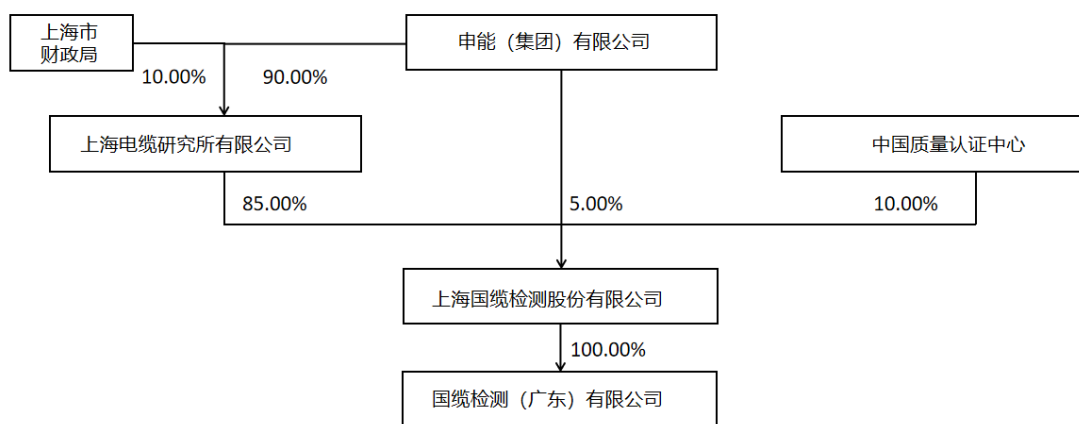 上海市
财政局
申能（集团）有限公司
10.00%
90.00%
上海电缆研究所有限公司
中国质量认证中心
85.00%
5.00%
10.00%
上海国缆检测股份有限公司
100.00%
国缆检测（广东）有限公司